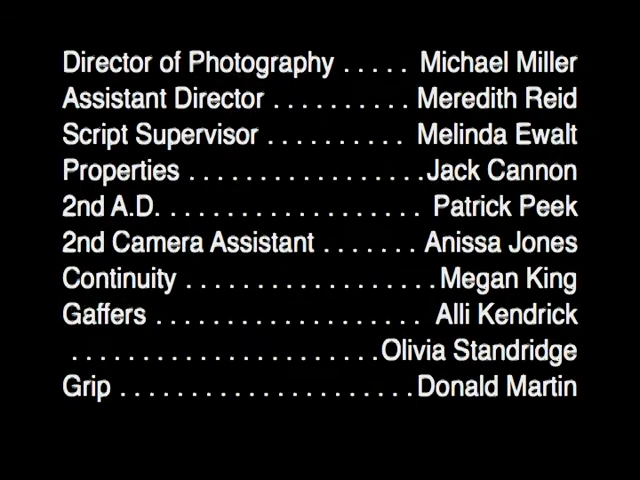 Director of Photography . . . . . Michael Miller
Assistant Director . . . . . . . . . . Meredith Reid
Script Supervisor . . . . . . . . . . Melinda Ewalt
Properties . . . . . . . . . . . . . . . . . Jack Cannon
2nd A.D. . . . . . . . . . . . . . . . . . . Patrick Peek
2nd Camera Assistant . . . . . . . Anissa Jones
Continuity . . . . . . . . . . . . . . . . . . Megan King
Gaffers . . . . . . . . . . . . . . . . . . . Alli Kendrick
. . . . . . . . . . . . . . . . . . . . . . Olivia Standridge
Grip . . . . . . . . . . . . . . . . . . . . . Donald Martin